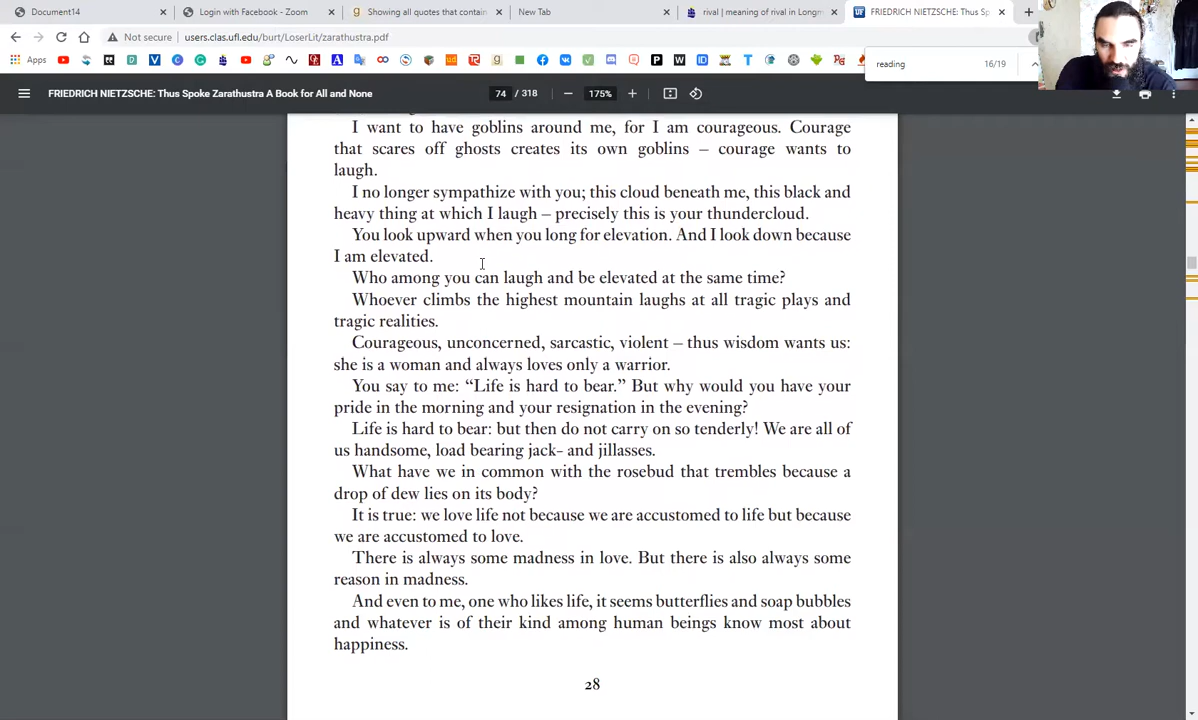 Document14
Login with Facebook - Zoom
Showing all quotes that contain
New Tab
rival | meaning of rival in Longm
FRIEDRICH NIETZSCHE: Thus Sp
Not secure | users.clas.ufl.edu/burt/LoserLit/zarathustra.pdf
Apps
reading 16/19
FRIEDRICH NIETZSCHE: Thus Spoke Zarathustra A Book for All and None
74 / 318
175%
I want to have goblins around me, for I am courageous. Courage
that scares off ghosts creates its own goblins – courage wants to
laugh.
I no longer sympathize with you; this cloud beneath me, this black and
heavy thing at which I laugh – precisely this is your thundercloud.
You look upward when you long for elevation. And I look down because
I am elevated.
Who among you can laugh and be elevated at the same time?
Whoever climbs the highest mountain laughs at all tragic plays and
tragic realities.
Courageous, unconcerned, sarcastic, violent – thus wisdom wants us:
she is a woman and always loves only a warrior.
You say to me: “Life is hard to bear.” But why would you have your
pride in the morning and your resignation in the evening?
Life is hard to bear: but then do not carry on so tenderly! We are all of
us handsome, load bearing jack- and jillasses.
What have we in common with the rosebud that trembles because a
drop of dew lies on its body?
It is true: we love life not because we are accustomed to life but because
we are accustomed to love.
There is always some madness in love. But there is also always some
reason in madness.
And even to me, one who likes life, it seems butterflies and soap bubbles
and whatever is of their kind among human beings know most about
happiness.
28